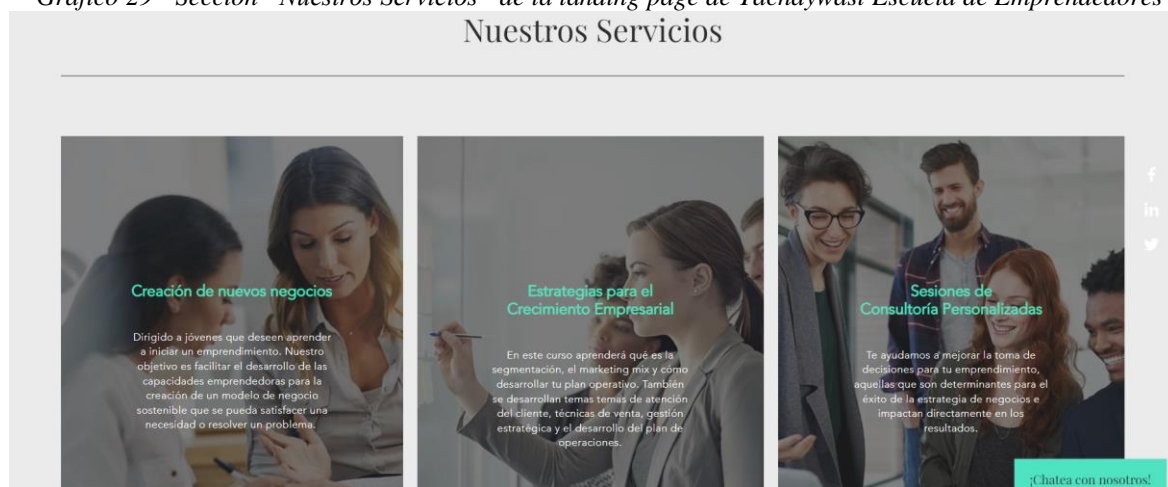 Gráfico 29 "Sección "Nuestros Servicios" de la landing page de Yachaywasi Escuela de Emprendedores
Nuestros Servicios
Creación de nuevos negocios
Dirigido a jóvenes que deseen aprender
a iniciar un emprendimiento. Nuestro
objetivo es facilitar el desarrollo de las
capacidades emprendedoras para la
creación de un modelo de negocio
sostenible que se pueda satisfacer una
necesidad o resolver un problema.
Estrategias para el
Crecimiento Empresarial
En este curso aprenderá qué es la
segmentación, el marketing mix y cómo
desarrollar tu plan operativo. También
se desarrollan temas temas de atención
del cliente, técnicas de venta, gestión
estratégica y el desarrollo del plan de
operaciones.
Sesiones de
Consultoría Personalizadas
Te ayudamos a mejorar la toma de
decisiones para tu emprendimiento,
aquellas que son determinantes para el
éxito de la estrategia de negocios e
impactan directamente en los
resultados.
f
in
¡Chatea con nosotros!